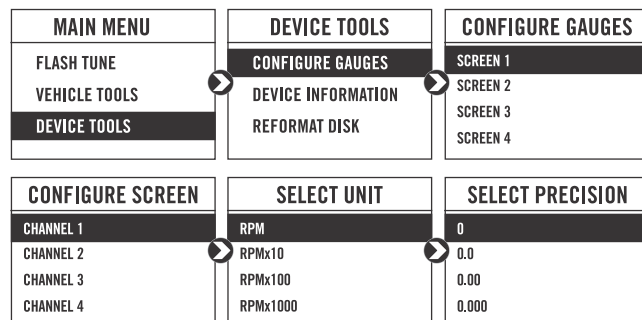 MAIN MENU
FLASH TUNE
VEHICLE TOOLS
DEVICE TOOLS
DEVICE TOOLS
CONFIGURE GAUGES
DEVICE INFORMATION
REFORMAT DISK
CONFIGURE GAUGES
SCREEN 1
SCREEN 2
SCREEN 3
SCREEN 4
CONFIGURE SCREEN
CHANNEL 1
CHANNEL 2
CHANNEL 3
CHANNEL 4
SELECT UNIT
RPM
RPMx10
RPMx100
RPMx1000
SELECT PRECISION
0
0.0
0.00
0.000